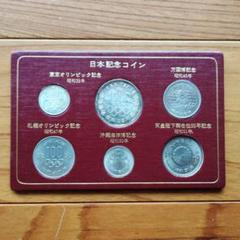 日本記念コイン
東京オリンピック記念
昭和39年
万国博記念
昭和45年
札幌オリンピック記念
昭和47年
沖縄海洋博記念
昭和50年
天皇陛下御在位50年記念
昭和51年
100